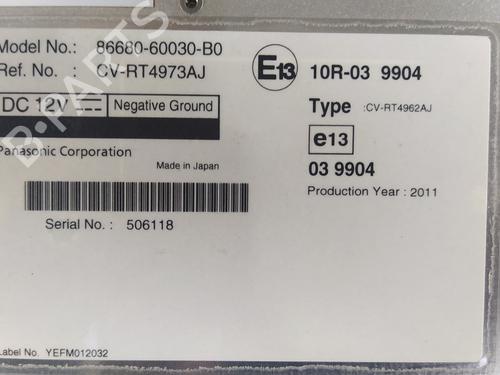 Model No.: 86680-60030-B0
Ref. No. : CV-RT4973AJ
DC 12V Negative Ground
Panasonic Corporation
Made in Japan
Serial No. : 506118
Label No. YEFM012032
E13 10R-03 9904
Type :CV-RT4962AJ
e13
03 9904
Production Year : 2011
B-PARTS